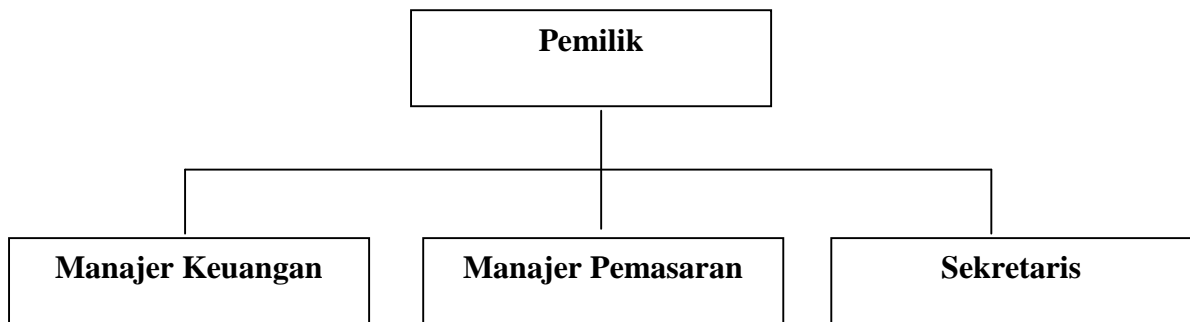 Pemilik
Manajer Keuangan
Manajer Pemasaran
Sekretaris